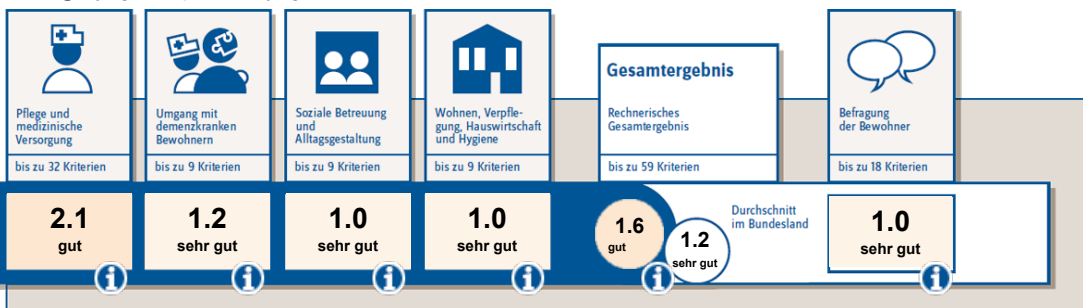 Pflege und
medizinische
Versorgung
bis zu 32 Kriterien
2.1
gut
Umgang mit
demenzkranken
Bewohnern
bis zu 9 Kriterien
1.2
sehr gut
Soziale Betreuung
und
Alltagsgestaltung
bis zu 9 Kriterien
1.0
sehr gut
Wohnen, Verpfle-
gung, Hauswirtschaft
und Hygiene
bis zu 9 Kriterien
1.0
sehr gut
Gesamtergebnis
Rechnerisches
Gesamtergebnis
bis zu 59 Kriterien
1.6
gut
1.2
sehr gut
Durchschnitt
im Bundesland
Befragung
der Bewohner
bis zu 18 Kriterien
1.0
sehr gut